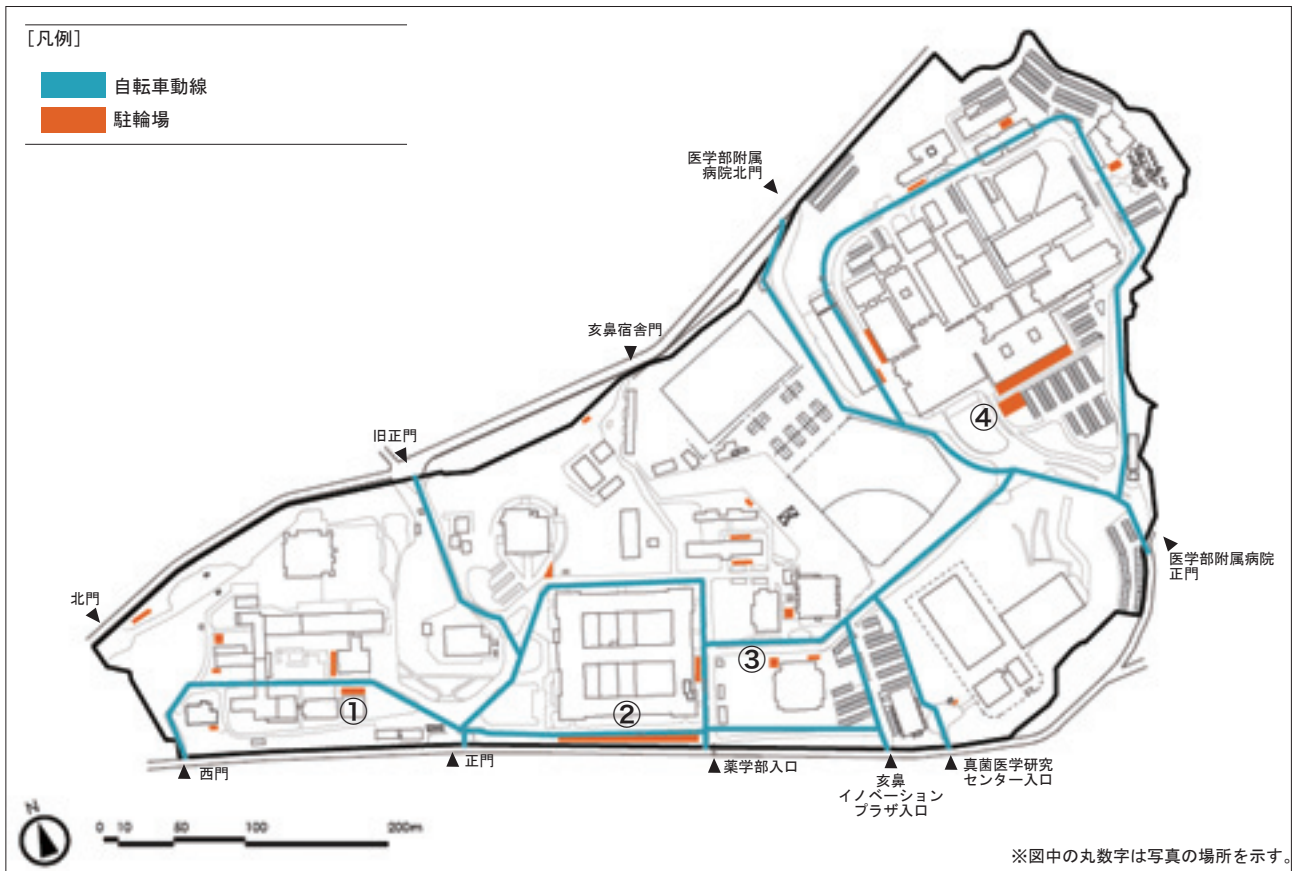 ［凡例］
自転車動線
駐輪場
医学部附属
病院北門
亥鼻宿舎門
旧正門
④
北門
医学部附属病院
正門
③
①
②
西門
正門
薬学部入口
亥鼻
イノベーション
プラザ入口
真菌医学研究
センター入口
N
0 10 50 100 200m
※図中の丸数字は写真の場所を示す。